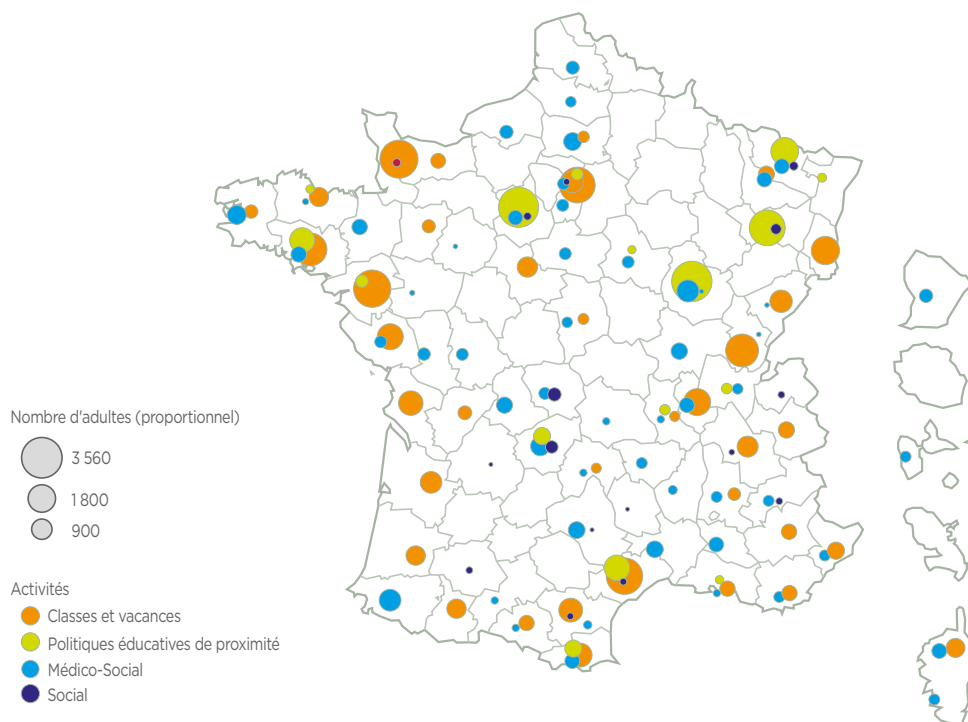 Nombre d'adultes (proportionnel)
3 560
1 800
900
Activités
Classes et vacances
Politiques éducatives de proximité
Médico-Social
Social